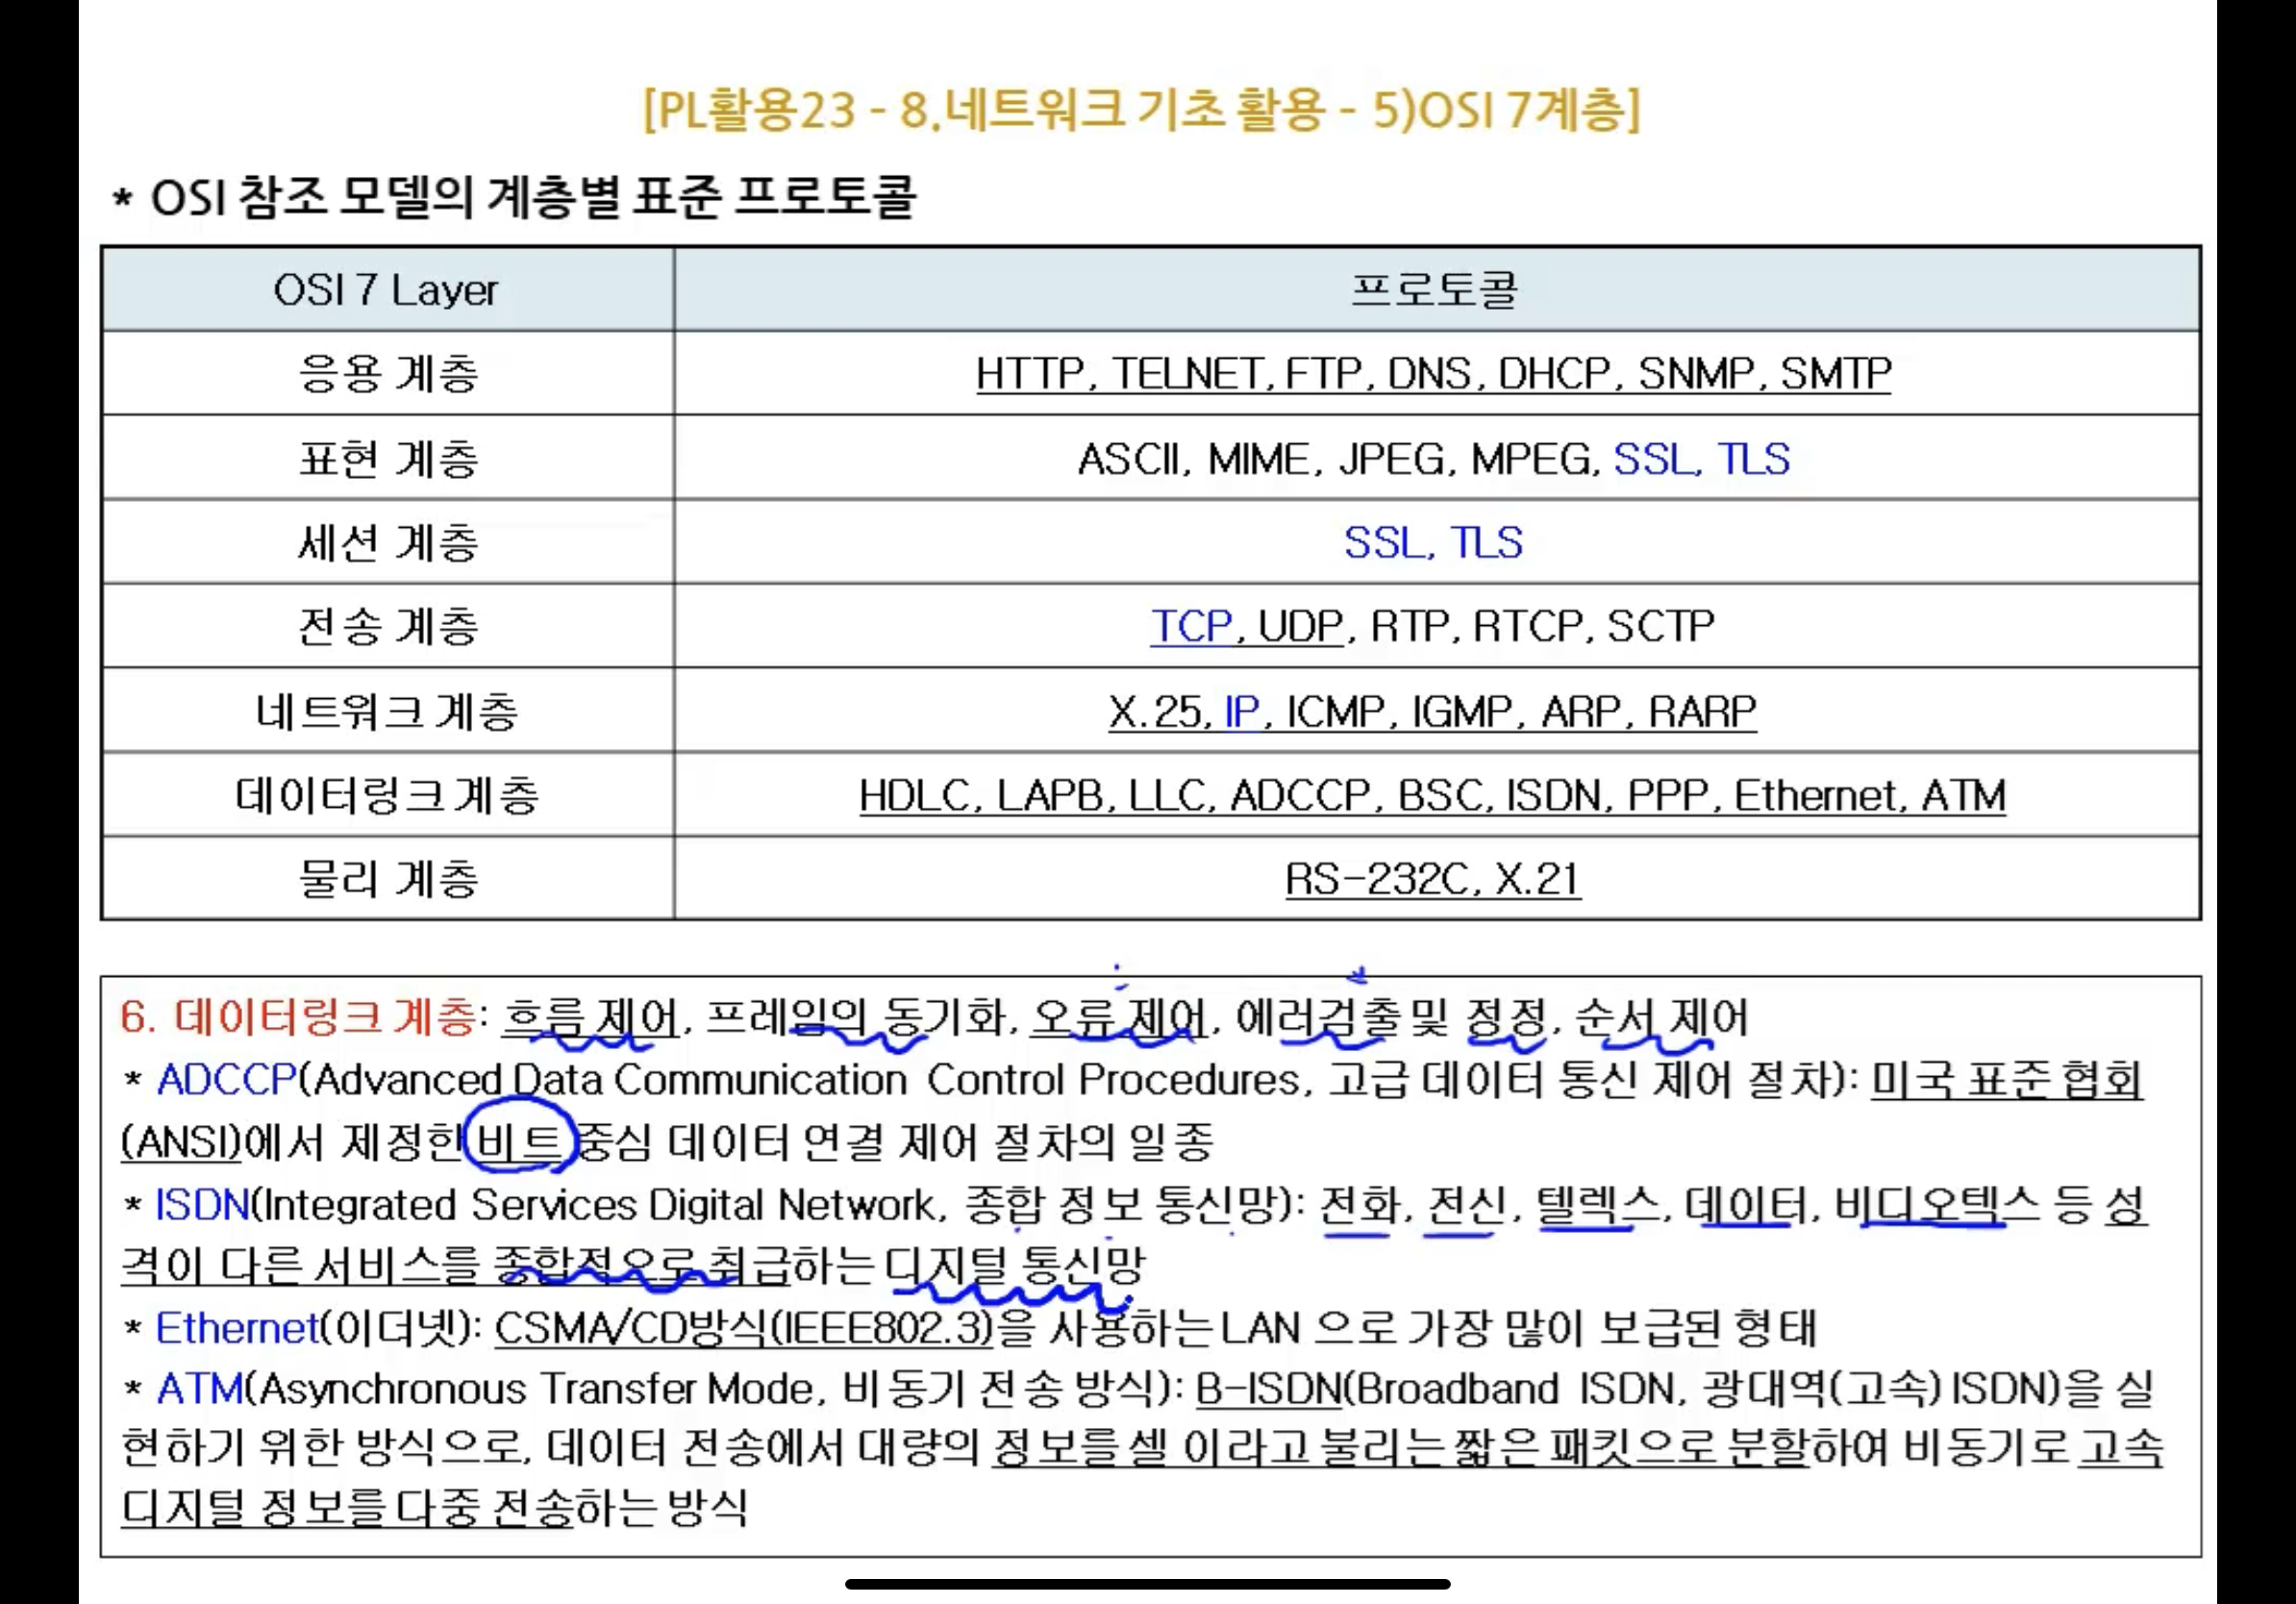 [PL활용23 - 8.네트워크 기초 활용 - 5)OSI 7계층]
* OSI 참조 모델의 계층별 표준 프로토콜
OSI 7 Layer 프로토콜
응용 계층 HTTP, TELNET, FTP, DNS, DHCP, SNMP, SMTP
표현 계층 ASCII, MIME, JPEG, MPEG, SSL, TLS
세션 계층 SSL, TLS
전송 계층 TCP, UDP, RTP, RTCP, SCTP
네트워크 계층 X.25, IP, ICMP, IGMP, ARP, RARP
데이터링크 계층 HDLC, LAPB, LLC, ADCCP, BSC, ISDN, PPP, Ethernet, ATM
물리 계층 RS-232C, X.21
6. 데이터링크 계층: 흐름 제어, 프레임의 동기화, 오류 제어, 에러검출 및 정정, 순서 제어
* ADCCP(Advanced Data Communication Control Procedures, 고급 데이터 통신 제어 절차): 미국 표준 협회
(ANSI)에서 제정한 비트 중심 데이터 연결 제어 절차의 일종
* ISDN(Integrated Services Digital Network, 종합 정보 통신망): 전화, 전신, 텔렉스, 데이터, 비디오텍스 등 성
격이 다른 서비스를 종합적으로 취급하는 디지털 통신망
* Ethernet(이더넷): CSMA/CD방식(IEEE802.3)을 사용하는 LAN 으로 가장 많이 보급된 형태
* ATM(Asynchronous Transfer Mode, 비동기 전송 방식): B-ISDN(Broadband ISDN, 광대역(고속) ISDN)을 실
현하기 위한 방식으로, 데이터 전송에서 대량의 정보를 셀 이라고 불리는 짧은 패킷으로 분할하여 비동기로 고속
디지털 정보를 다중 전송하는 방식